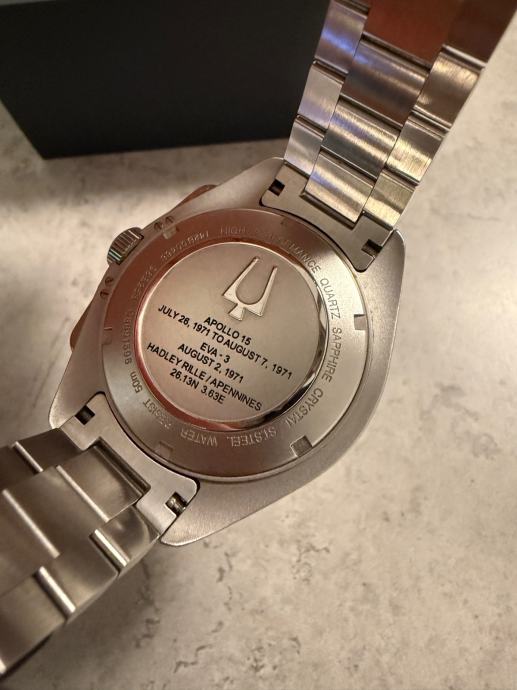 APOLLO 15
JULY 26, 1971 TO AUGUST 7, 1971
EVA - 3
AUGUST 2, 1971
HADLEY RILLE / APENNINES
26.13N 3.63E
HIGH PERFORMANCE QUARTZ SAPPHIRE CRYSTAL ST.STEEL WATER RESIST 50m